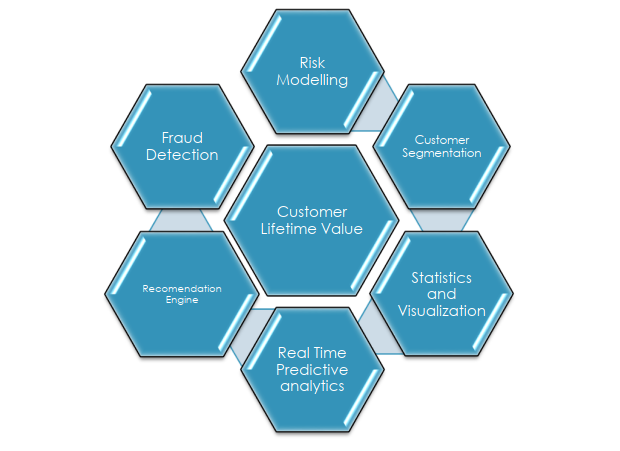 Risk
Modelling
Fraud
Detection
Customer
Segmentation
Customer
Lifetime Value
Recomendation
Engine
Statistics
and
Visualization
Real Time
Predictive
analytics